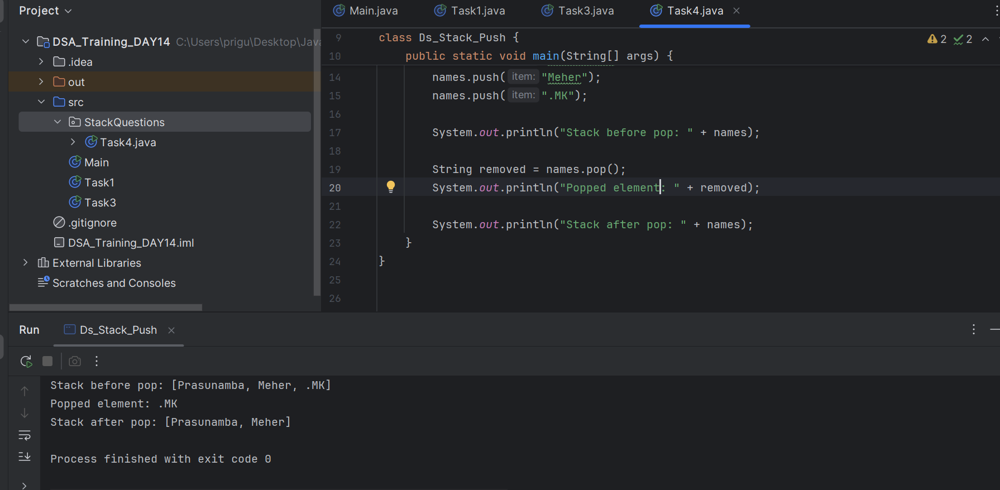 Project
DSA_Training_DAY14 C:\Users\prigu\Desktop\Java
.idea
out
src
StackQuestions
Task4.java
Main
Task1
Task3
.gitignore
DSA_Training_DAY14.iml
External Libraries
Scratches and Consoles
Main.java Task1.java Task3.java Task4.java
9 class Ds_Stack_Push {
2 2
10 public static void main(String[] args) {
14 names.push( item: "Meher");
15 names.push( item: ".MK");
16
17 System.out.println("Stack before pop: " + names);
18
19 String removed = names.pop();
20 System.out.println("Popped element: " + removed);
21
22 System.out.println("Stack after pop: " + names);
23 }
24 }
25
26
Run Ds_Stack_Push
Stack before pop: [Prasunamba, Meher, .MK]
Popped element: .MK
Stack after pop: [Prasunamba, Meher]
Process finished with exit code 0